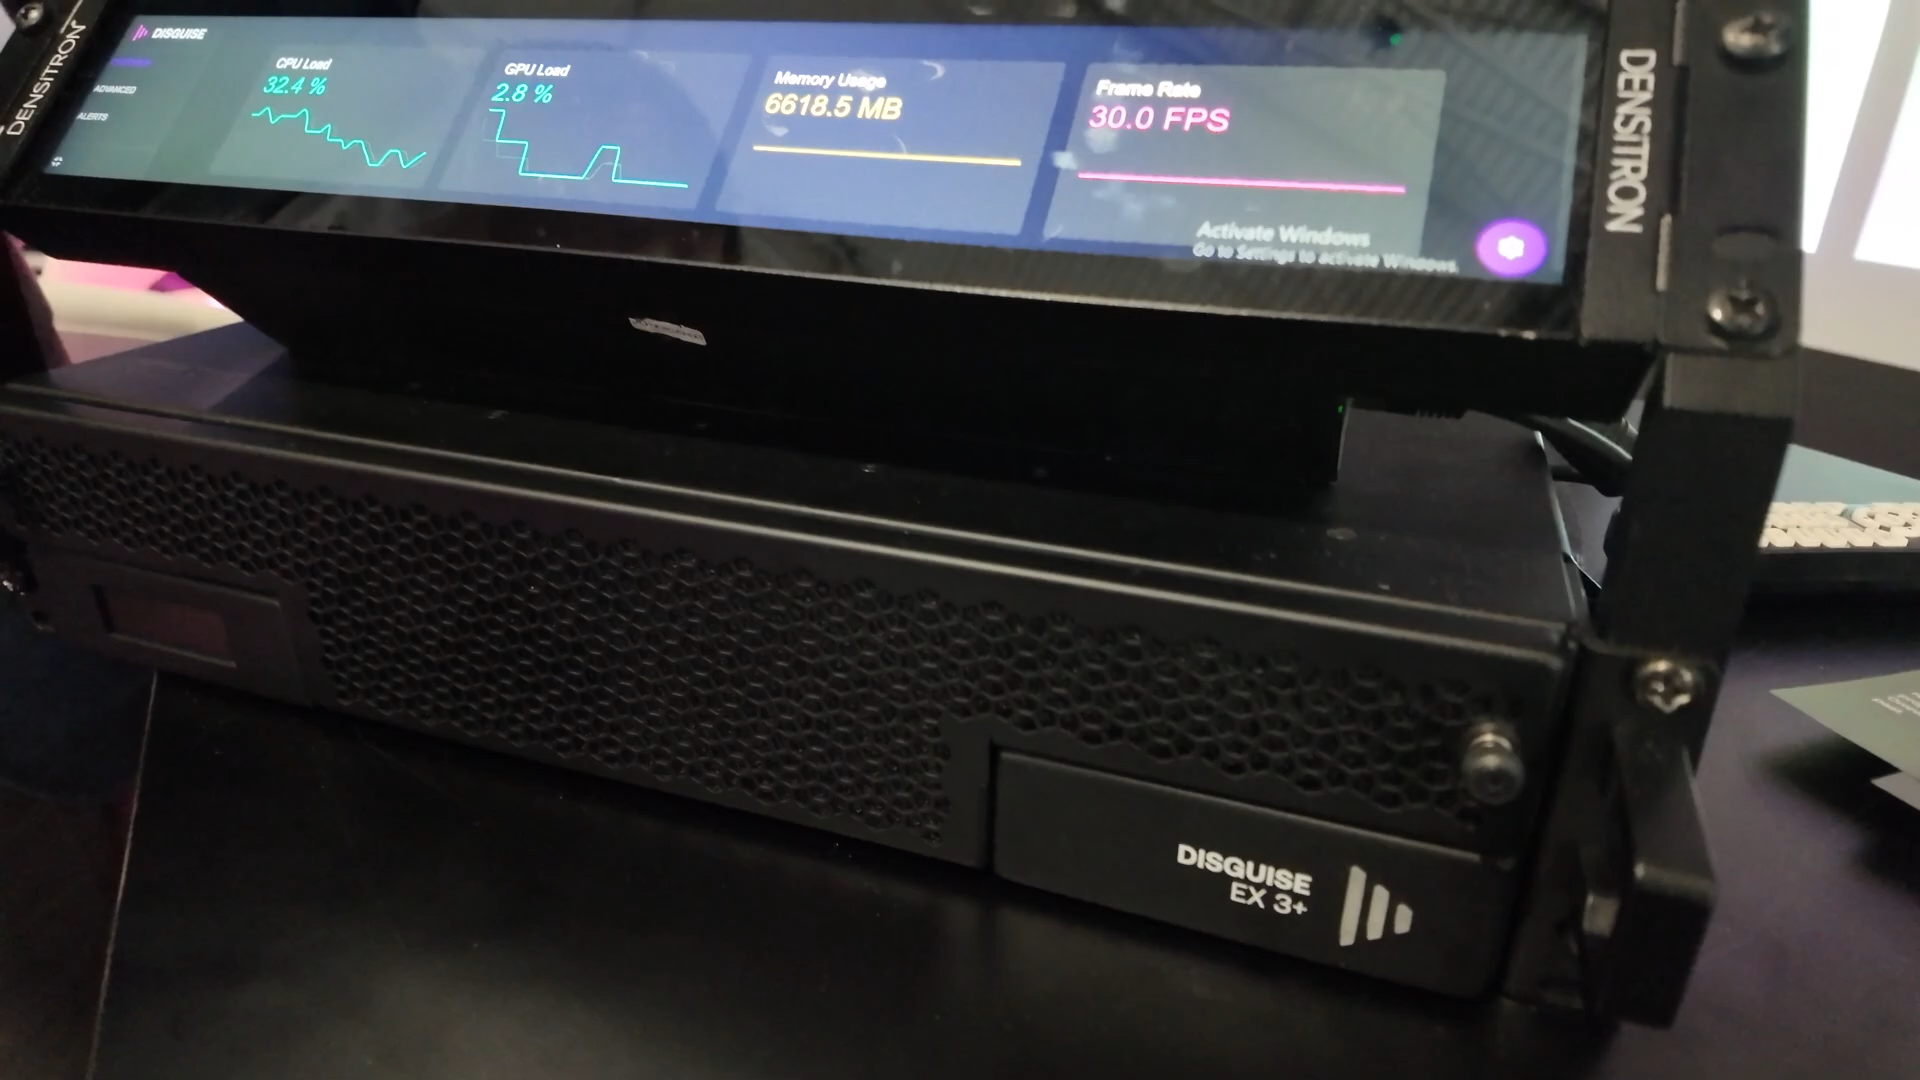 DENSITRON
DISGUISE
ADVANCED
ALERTS
CPU Load
32.4 %
GPU Load
2.8 %
Memory Usage
6618.5 MB
Frame Rate
30.0 FPS
Activate Windows
Go to Settings to activate Windows.
DENSITRON
DISGUISE
EX 3+